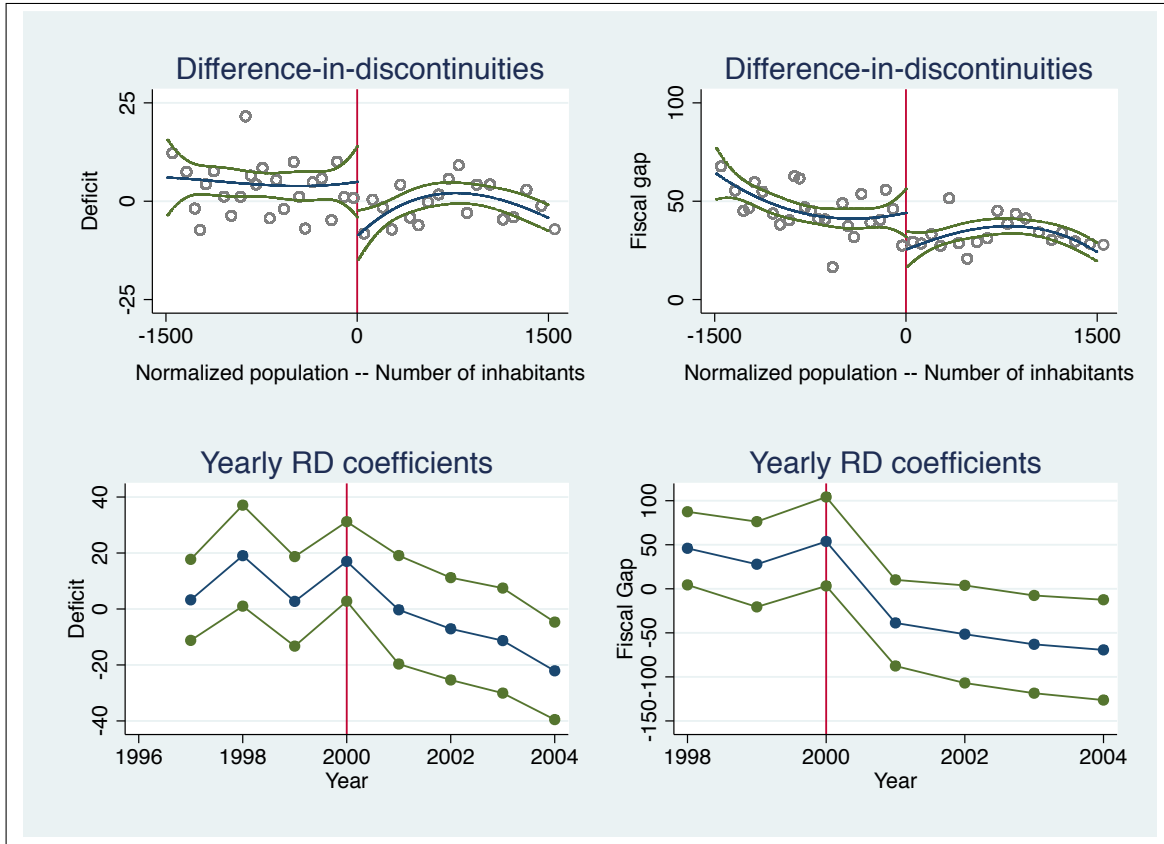 Difference-in-discontinuities
Deficit
25
0
-25
-1500
0
1500
Normalized population -- Number of inhabitants
Difference-in-discontinuities
Fiscal gap
100
50
0
-1500
0
1500
Normalized population -- Number of inhabitants
Yearly RD coefficients
Deficit
40
20
0
-20
-40
1996
1998
2000
2002
2004
Year
Yearly RD coefficients
Fiscal Gap
100
50
0
-50
-100
-150
1998
2000
2002
2004
Year